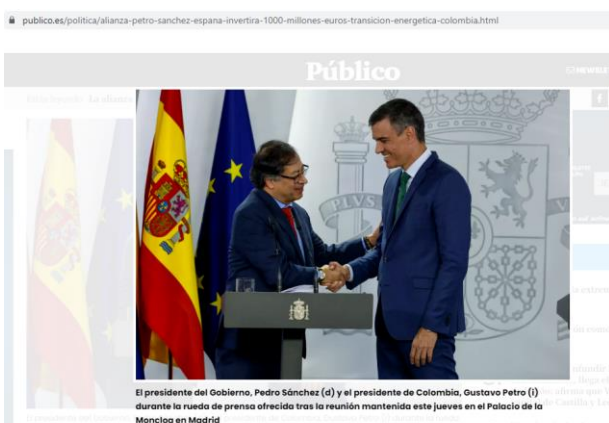 publico.es/politica/alianza-petro-sanchez-espana-invertira-1000-millones-euros-transicion-energetica-colombia.html
Público
PLVS
El presidente del Gobierno, Pedro Sánchez (d) y el presidente de Colombia, Gustavo Petro (i)
durante la rueda de prensa ofrecida tras la reunión mantenida este jueves en el Palacio de la
Moncloa en Madrid